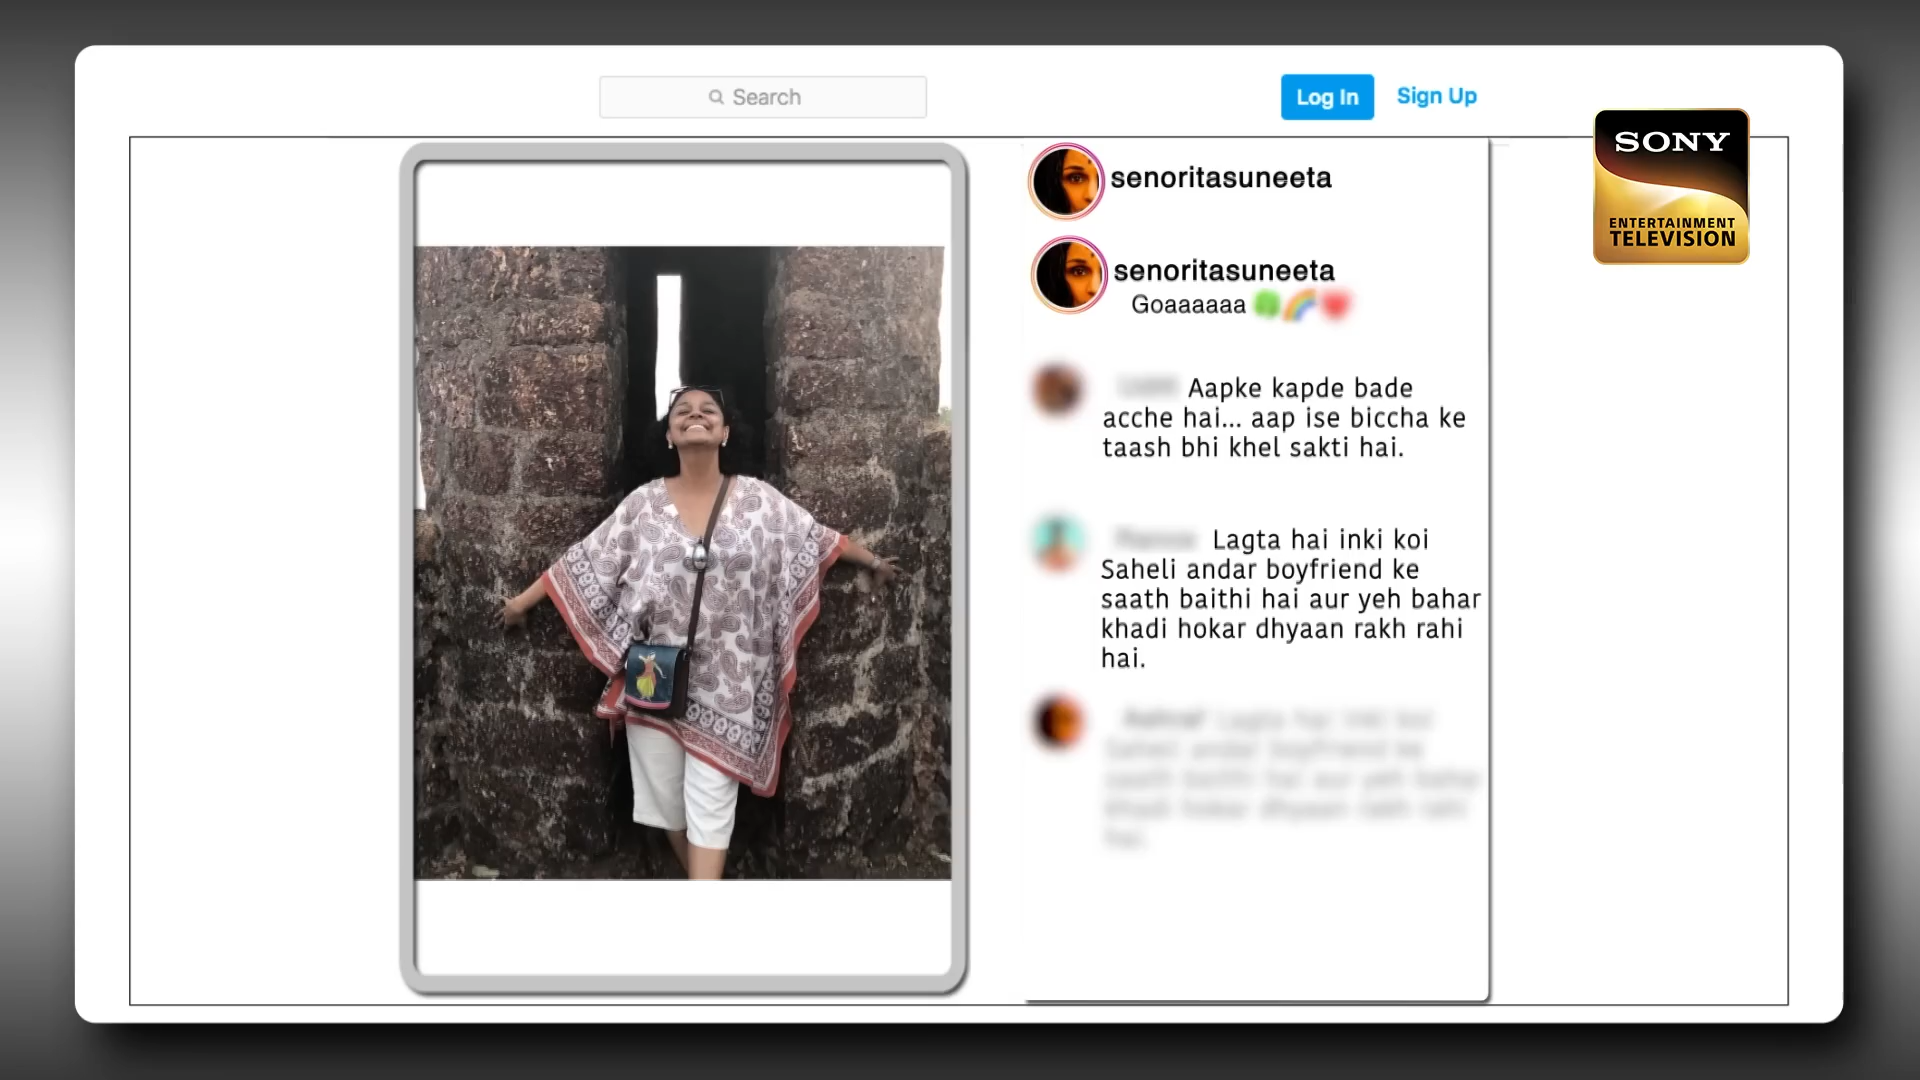 Search
Log In
Sign Up
SONY
ENTERTAINMENT
TELEVISION
senoritasuneeta
senoritasuneeta
Goaaaaaa
Aapke kapde bade
acche hai... aap ise biccha ke
taash bhi khel sakti hai.
Lagta hai inki koi
Saheli andar boyfriend ke
saath baithi hai aur yeh bahar
khadi hokar dhyaan rakh rahi
hai.